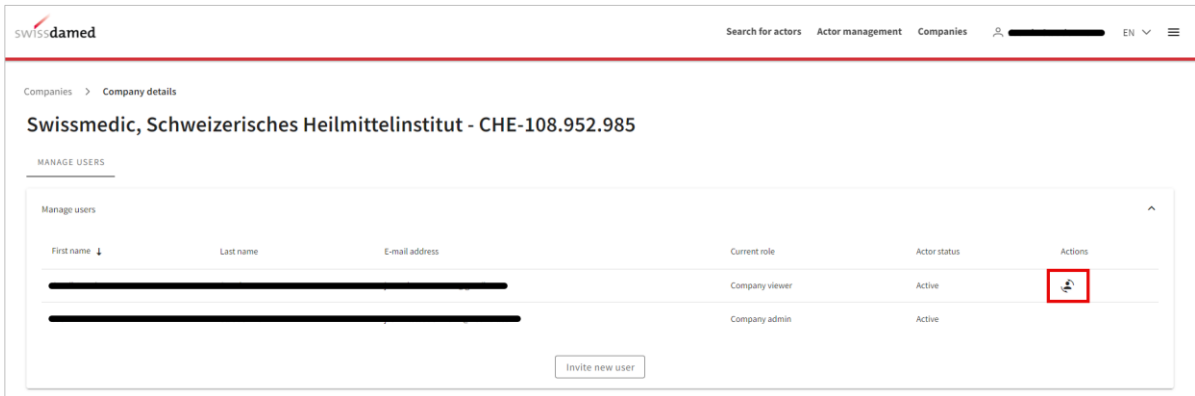 swissdamed
Search for actors Actor management Companies EN
Companies > Company details
Swissmedic, Schweizerisches Heilmittelinstitut - CHE-108.952.985
MANAGE USERS
Manage users
First name ↓ Last name E-mail address Current role Actor status Actions
Company viewer Active
Company admin Active
Invite new user